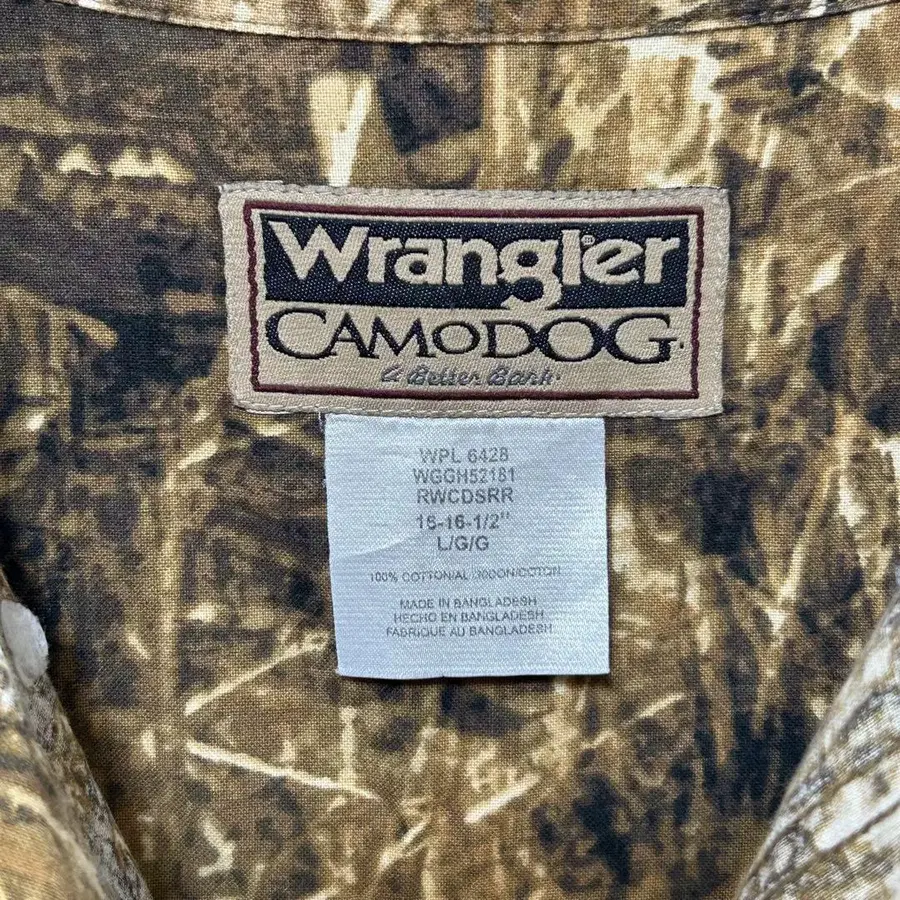 Wrangler®
CAMODOG.
A Better Bark.
WPL 6428
WGGH52181
RWCDSRR
16-16-1/2"
L/G/G
100% COTTON/ALGODON/COTON
MADE IN BANGLADESH
HECHO EN BANGLADESH
FABRIQUE AU BANGLADESH